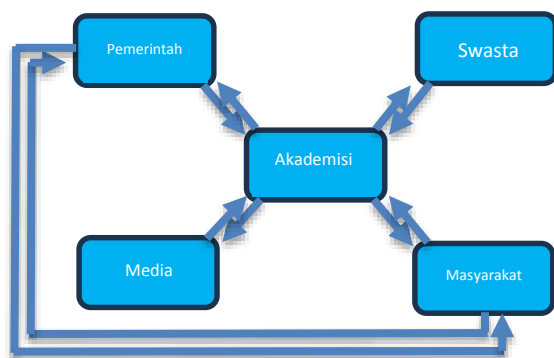 Pemerintah
Swasta
Akademisi
Media
Masyarakat